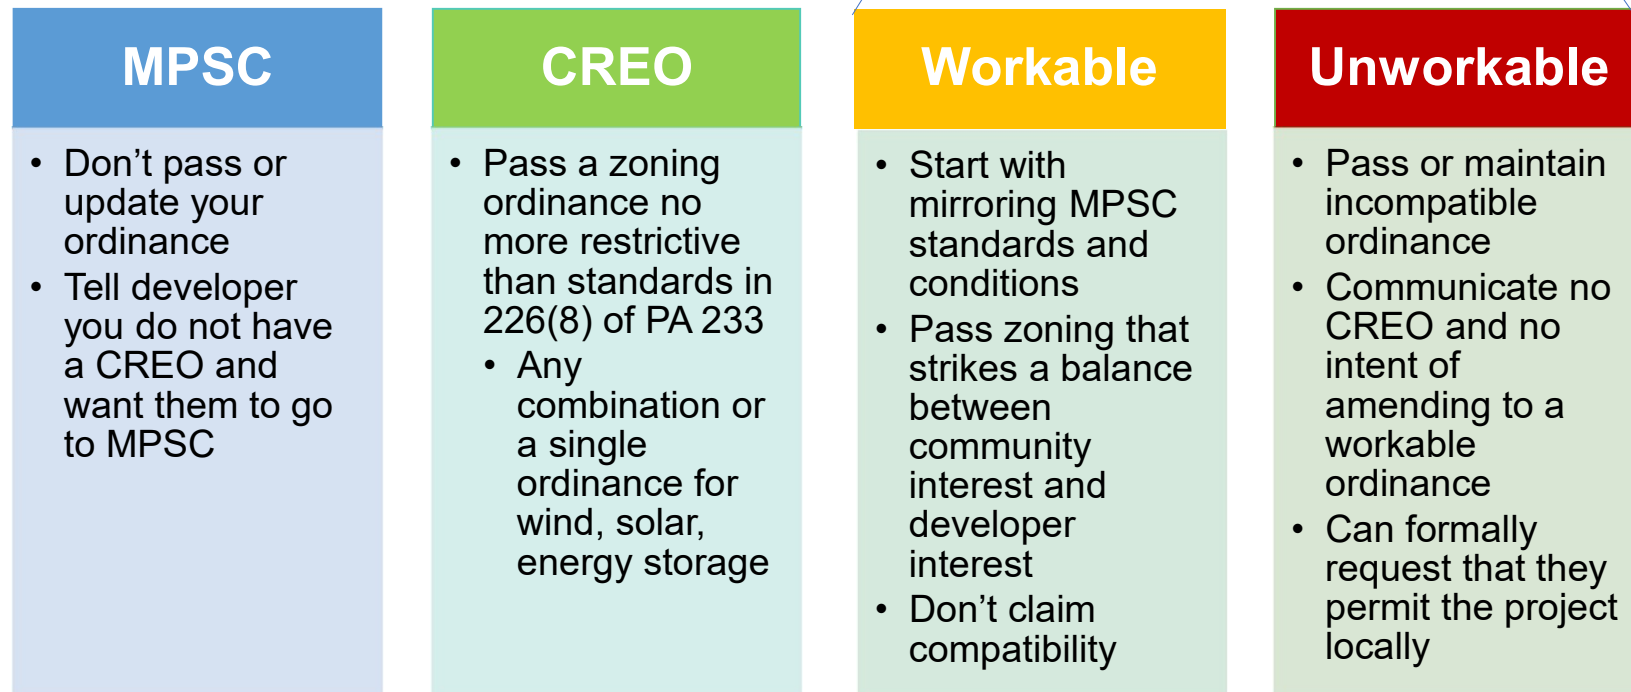 MPSC
• Don’t pass or
update your
ordinance
• Tell developer
you do not have
a CREO and
want them to go
to MPSC
CREO
• Pass a zoning
ordinance no
more restrictive
than standards in
226(8) of PA 233
• Any
combination or
a single
ordinance for
wind, solar,
energy storage
Workable
• Start with
mirroring MPSC
standards and
conditions
• Pass zoning that
strikes a balance
between
community
interest and
developer
interest
• Don’t claim
compatibility
Unworkable
• Pass or maintain
incompatible
ordinance
• Communicate no
CREO and no
intent of
amending to a
workable
ordinance
• Can formally
request that they
permit the project
locally